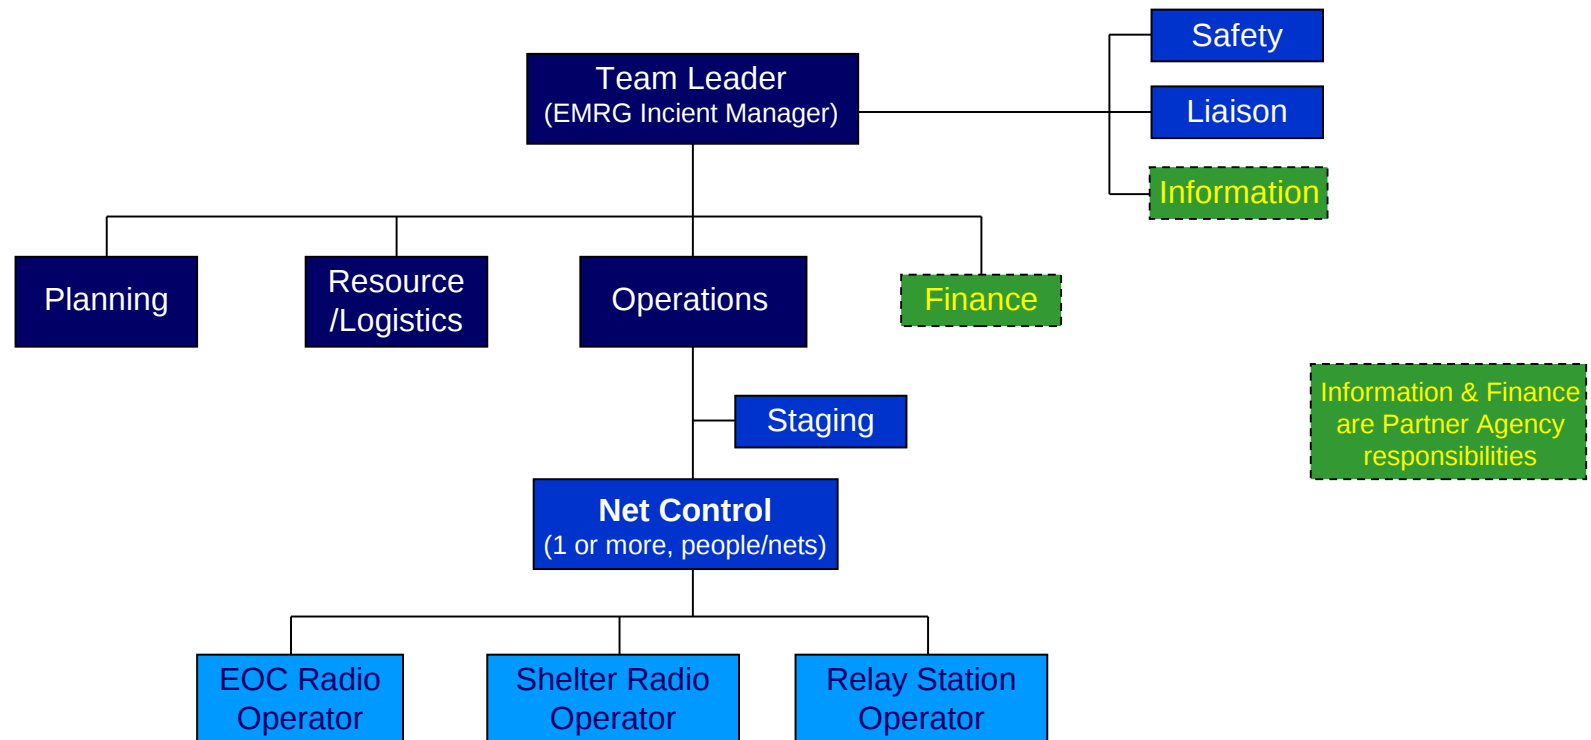 Safety
Team Leader
(EMRG Incient Manager)
Liaison
Information
Planning
Resource
/Logistics
Operations
Finance
Information & Finance
are Partner Agency
responsibilities
Staging
Net Control
(1 or more, people/nets)
EOC Radio
Operator
Shelter Radio
Operator
Relay Station
Operator